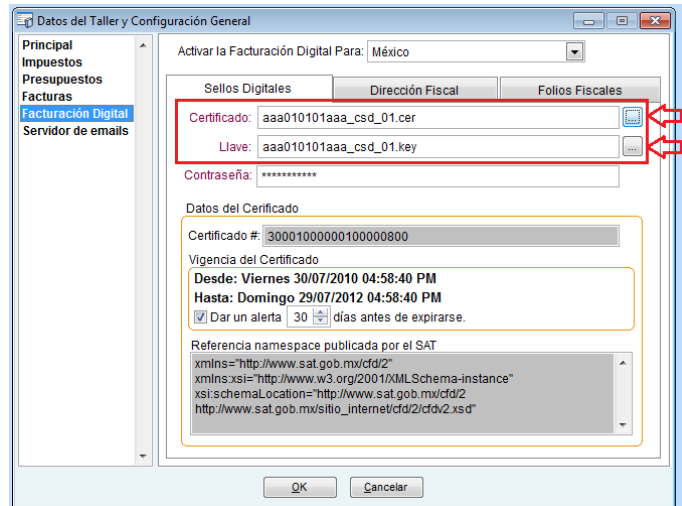 Datos del Taller y Configuración General
Principal
Impuestos
Presupuestos
Facturas
Facturación Digital
Servidor de emails
Activar la Facturación Digital Para: México
Sellos Digitales
Dirección Fiscal
Folios Fiscales
Certificado: aaa010101aaa_csd_01.cer ...
Llave: aaa010101aaa_csd_01.key ...
Contraseña: ***********
Datos del Cerificado
Certificado #: 30001000000100000800
Vigencia del Certificado
Desde: Viernes 30/07/2010 04:58:40 PM
Hasta: Domingo 29/07/2012 04:58:40 PM
Dar un alerta 30 días antes de expirarse.
Referencia namespace publicada por el SAT
xmlns="http://www.sat.gob.mx/cfd/2"
xmlns:xsi="http://www.w3.org/2001/XMLSchema-instance"
xsi:schemaLocation="http://www.sat.gob.mx/cfd/2
http://www.sat.gob.mx/sitio_internet/cfd/2/cfdv2.xsd"
OK
Cancelar